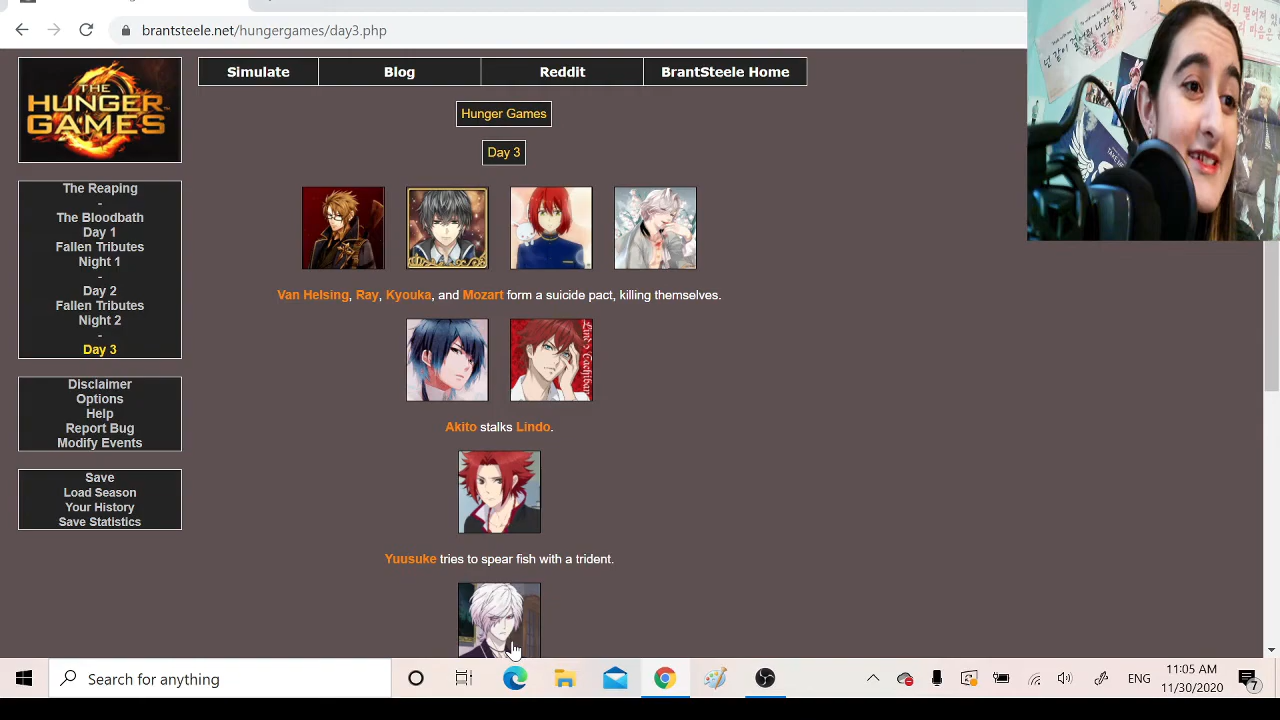 brantsteele.net/hungergames/day3.php
THE
HUNGER
GAMES
Simulate
Blog
Reddit
BrantSteele Home
Hunger Games
Day 3
The Reaping
-
The Bloodbath
Day 1
Fallen Tributes
Night 1
-
Day 2
Fallen Tributes
Night 2
-
Day 3
Disclaimer
Options
Help
Report Bug
Modify Events
Save
Load Season
Your History
Save Statistics
Van Helsing, Ray, Kyouka, and Mozart form a suicide pact, killing themselves.
Akito stalks Lindo.
Yuusuke tries to spear fish with a trident.
Search for anything
ENG
11:05 AM
11/30/2020
7